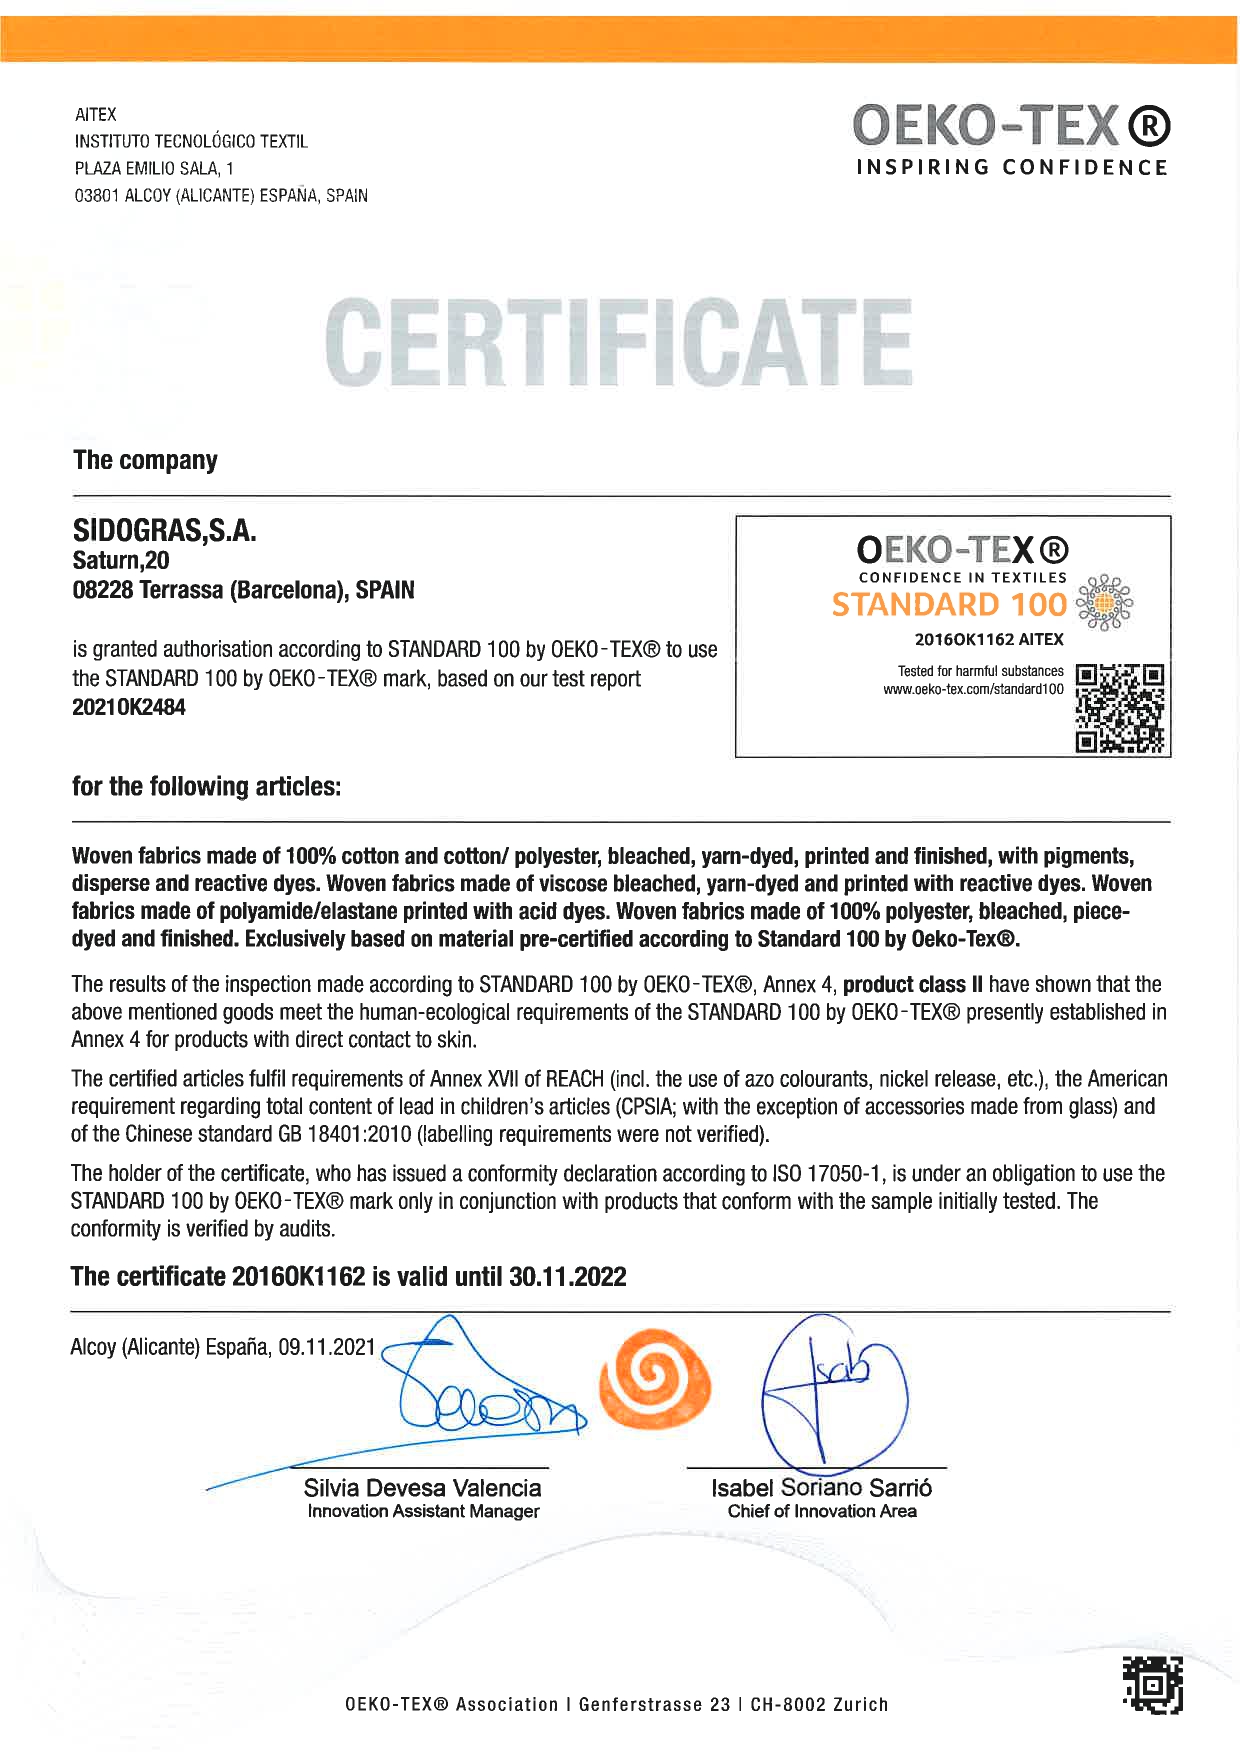 AITEX
INSTITUTO TECNOLÓGICO TEXTIL
PLAZA EMILIO SALA, 1
03801 ALCOY (ALICANTE) ESPAÑA, SPAIN
OEKO-TEX®
INSPIRING CONFIDENCE
CERTIFICATE
The company
SIDOGRAS,S.A.
Saturn,20
08228 Terrassa (Barcelona), SPAIN
is granted authorisation according to STANDARD 100 by OEKO-TEX® to use
the STANDARD 100 by OEKO-TEX® mark, based on our test report
2021OK2484
OEKO-TEX®
CONFIDENCE IN TEXTILES
STANDARD 100
2016OK1162 AITEX
Tested for harmful substances
www.oeko-tex.com/standard100
for the following articles:
Woven fabrics made of 100% cotton and cotton/ polyester, bleached, yarn-dyed, printed and finished, with pigments,
disperse and reactive dyes. Woven fabrics made of viscose bleached, yarn-dyed and printed with reactive dyes. Woven
fabrics made of polyamide/elastane printed with acid dyes. Woven fabrics made of 100% polyester, bleached, piece-
dyed and finished. Exclusively based on material pre-certified according to Standard 100 by Oeko-Tex®.
The results of the inspection made according to STANDARD 100 by OEKO-TEX®, Annex 4, product class II have shown that the
above mentioned goods meet the human-ecological requirements of the STANDARD 100 by OEKO-TEX® presently established in
Annex 4 for products with direct contact to skin.
The certified articles fulfil requirements of Annex XVII of REACH (incl. the use of azo colourants, nickel release, etc.), the American
requirement regarding total content of lead in children's articles (CPSIA; with the exception of accessories made from glass) and
of the Chinese standard GB 18401:2010 (labelling requirements were not verified).
The holder of the certificate, who has issued a conformity declaration according to ISO 17050-1, is under an obligation to use the
STANDARD 100 by OEKO-TEX® mark only in conjunction with products that conform with the sample initially tested. The
conformity is verified by audits.
The certificate 2016OK1162 is valid until 30.11.2022
Alcoy (Alicante) España, 09.11.2021
Isab
Silvia Devesa Valencia
Innovation Assistant Manager
Isabel Soriano Sarrió
Chief of Innovation Area
OEKO-TEX® Association | Genferstrasse 23 | CH-8002 Zurich